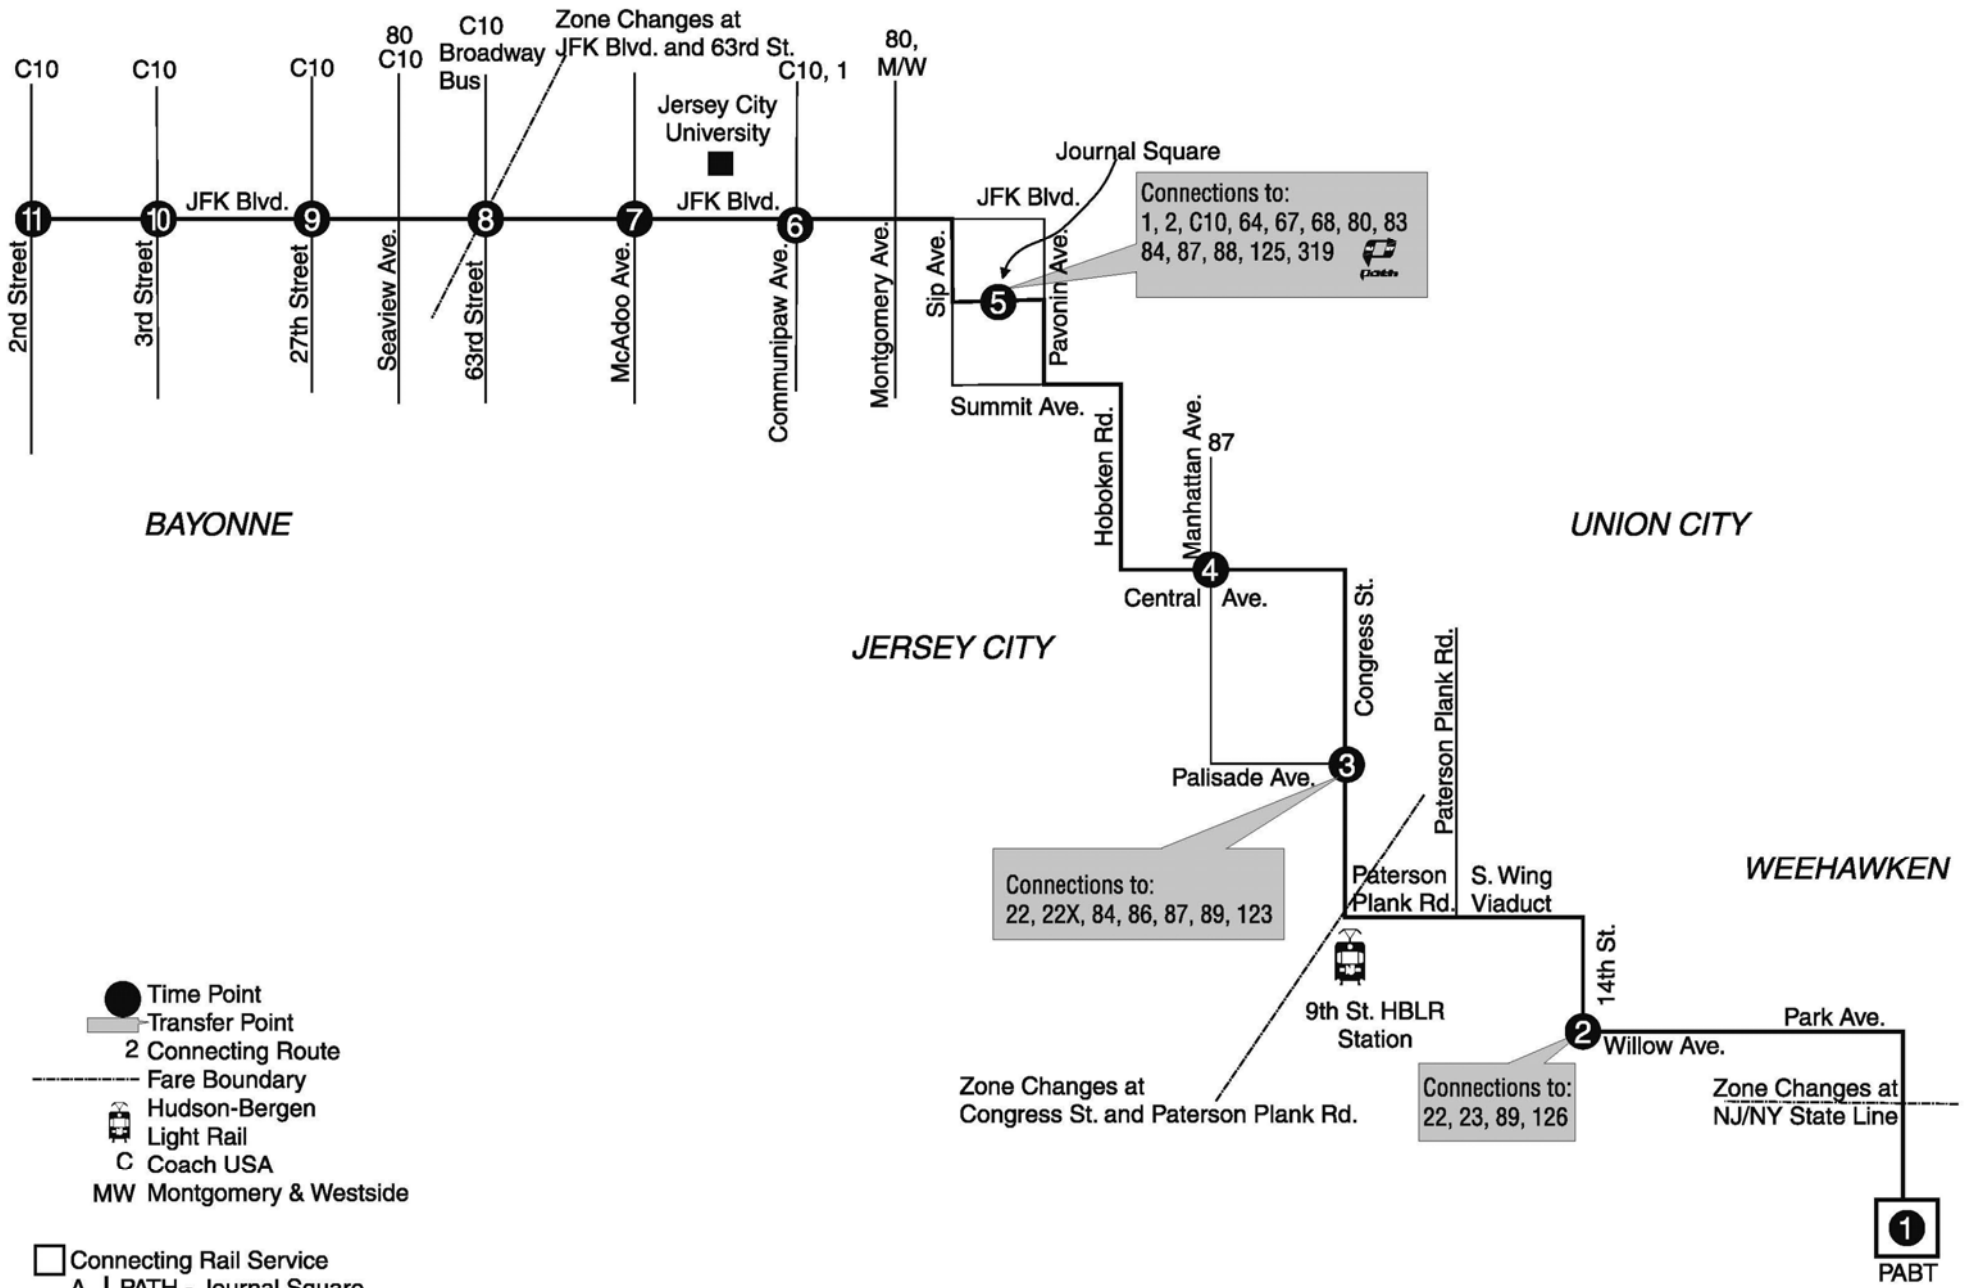 Zone Changes at
JFK Blvd. and 63rd St.
C10
C10
C10
80
C10
C10
Broadway
Bus
C10, 1
80,
M/W
Jersey City
University
Journal Square
JFK Blvd.
JFK Blvd.
JFK Blvd.
Connections to:
1, 2, C10, 64, 67, 68, 80, 83
84, 87, 88, 125, 319
path
11
10
9
8
7
6
5
2nd Street
3rd Street
27th Street
Seaview Ave.
63rd Street
McAdoo Ave.
Communipaw Ave.
Montgomery Ave.
Sip Ave.
Pavonin Ave.
Summit Ave.
Hoboken Rd.
Manhattan Ave.
87
BAYONNE
UNION CITY
4
Central Ave.
JERSEY CITY
Congress St.
Paterson Plank Rd.
3
Palisade Ave.
Connections to:
22, 22X, 84, 86, 87, 89, 123
Paterson
Plank Rd.
S. Wing
Viaduct
WEEHAWKEN
14th St.
9th St. HBLR
Station
2
Park Ave.
Willow Ave.
Zone Changes at
Congress St. and Paterson Plank Rd.
Connections to:
22, 23, 89, 126
Zone Changes at
NJ/NY State Line
1
PABT
Time Point
Transfer Point
2 Connecting Route
Fare Boundary
Hudson-Bergen
Light Rail
C Coach USA
MW Montgomery & Westside
Connecting Rail Service
PATH - Journal Square